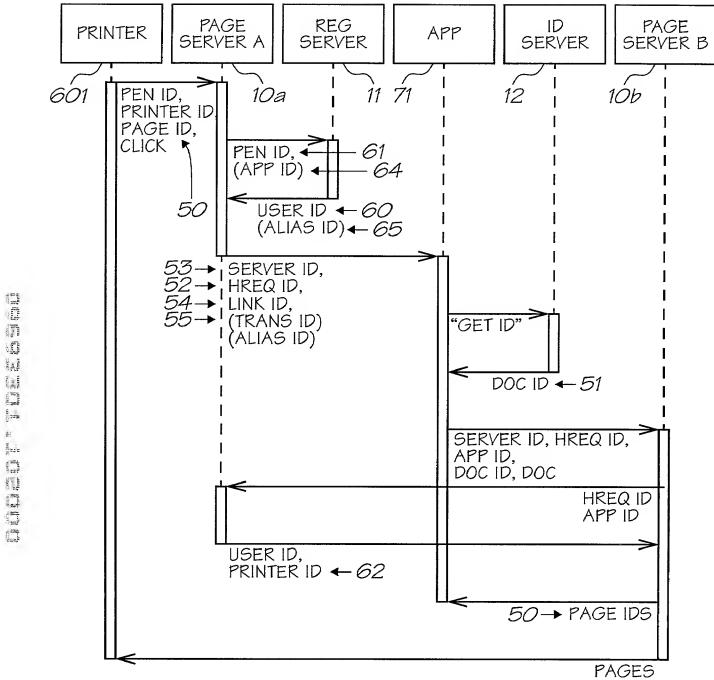 PRINTER
PAGE
SERVER A
REG
SERVER
APP
ID
SERVER
PAGE
SERVER B
601
10a
11
71
12
10b
PEN ID,
PRINTER ID,
PAGE ID,
CLICK
50
PEN ID, 61
(APP ID) 64
USER ID 60
(ALIAS ID) 65
53 SERVER ID,
52 HREQ ID,
54 LINK ID,
55 (TRANS ID)
(ALIAS ID)
"GET ID"
DOC ID 51
SERVER ID, HREQ ID,
APP ID,
DOC ID, DOC
HREQ ID
APP ID
USER ID,
PRINTER ID 62
50 PAGE IDS
PAGES